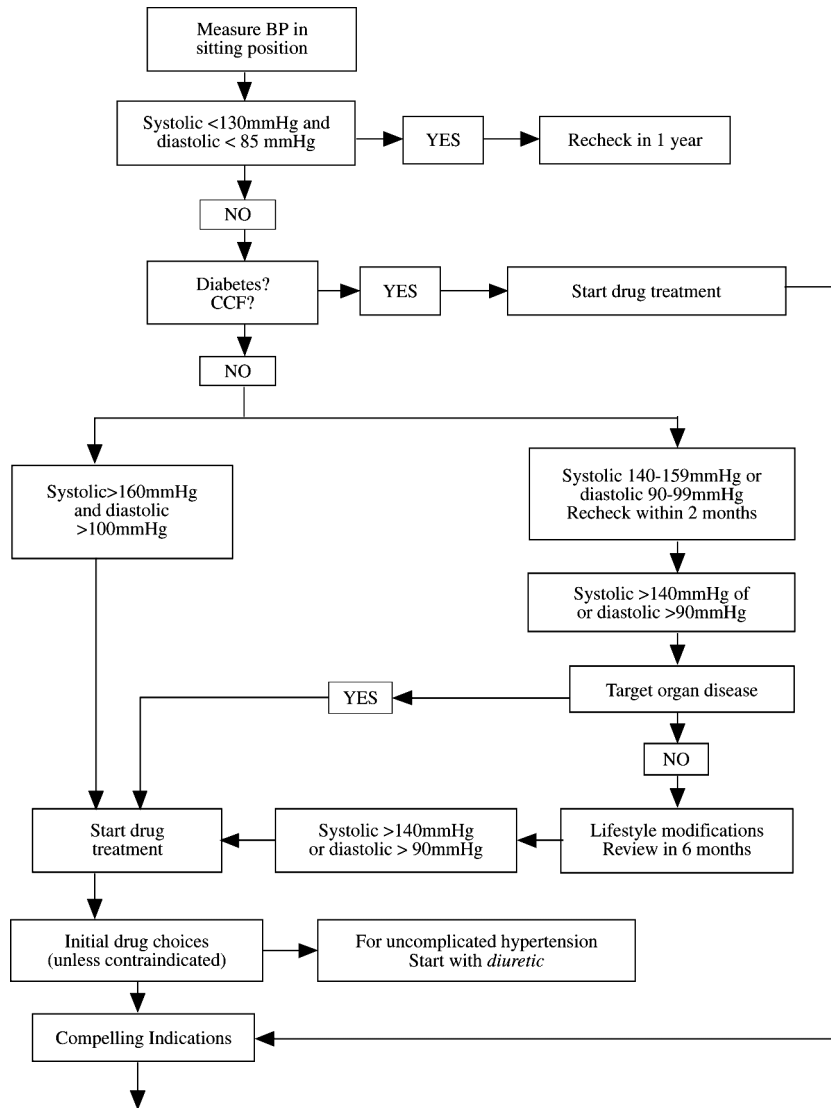 Measure BP in
sitting position
Systolic <130mmHg and
diastolic < 85 mmHg
YES
Recheck in 1 year
NO
Diabetes?
CCF?
YES
Start drug treatment
NO
Systolic>160mmHg
and diastolic
>100mmHg
Systolic 140-159mmHg or
diastolic 90-99mmHg
Recheck within 2 months
Systolic >140mmHg of
or diastolic >90mmHg
Target organ disease
YES
NO
Start drug
treatment
Systolic >140mmHg
or diastolic > 90mmHg
Lifestyle modifications
Review in 6 months
Initial drug choices
(unless contraindicated)
For uncomplicated hypertension
Start with diuretic
Compelling Indications